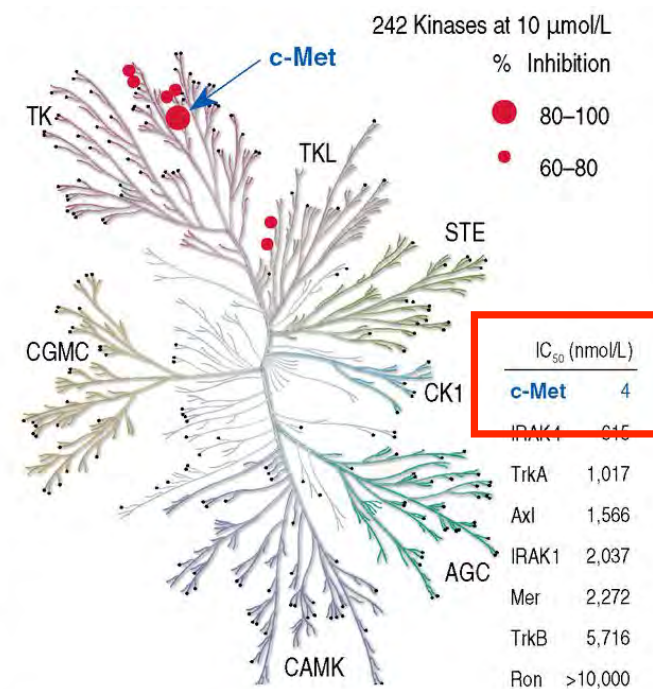 242 Kinases at 10 µmol/L
% Inhibition
80–100
60–80
c-Met
TK
TKL
STE
CGMC
CK1
AGC
CAMK
IC50 (nmol/L)
c-Met 4
IRAK4 615
TrkA 1,017
Axl 1,566
IRAK1 2,037
Mer 2,272
TrkB 5,716
Ron >10,000